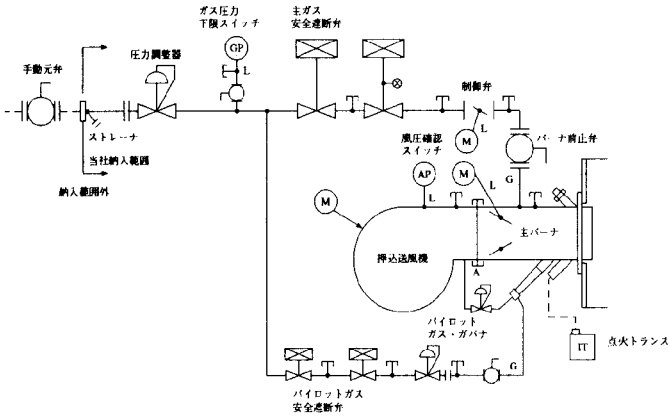 ガス圧力
下限スイッチ
主ガス
安全遮断弁
手動元弁
圧力調整器
GP
L
制御弁
ストレーナ
当社納入範囲
納入範囲外
風圧確認
スイッチ
M
L
バーナ前止弁
AP
L
M
L
G
M
押込送風機
主バーナ
A
パイロット
ガス・ガバナ
点火トランス
IT
G
パイロットガス
安全遮断弁